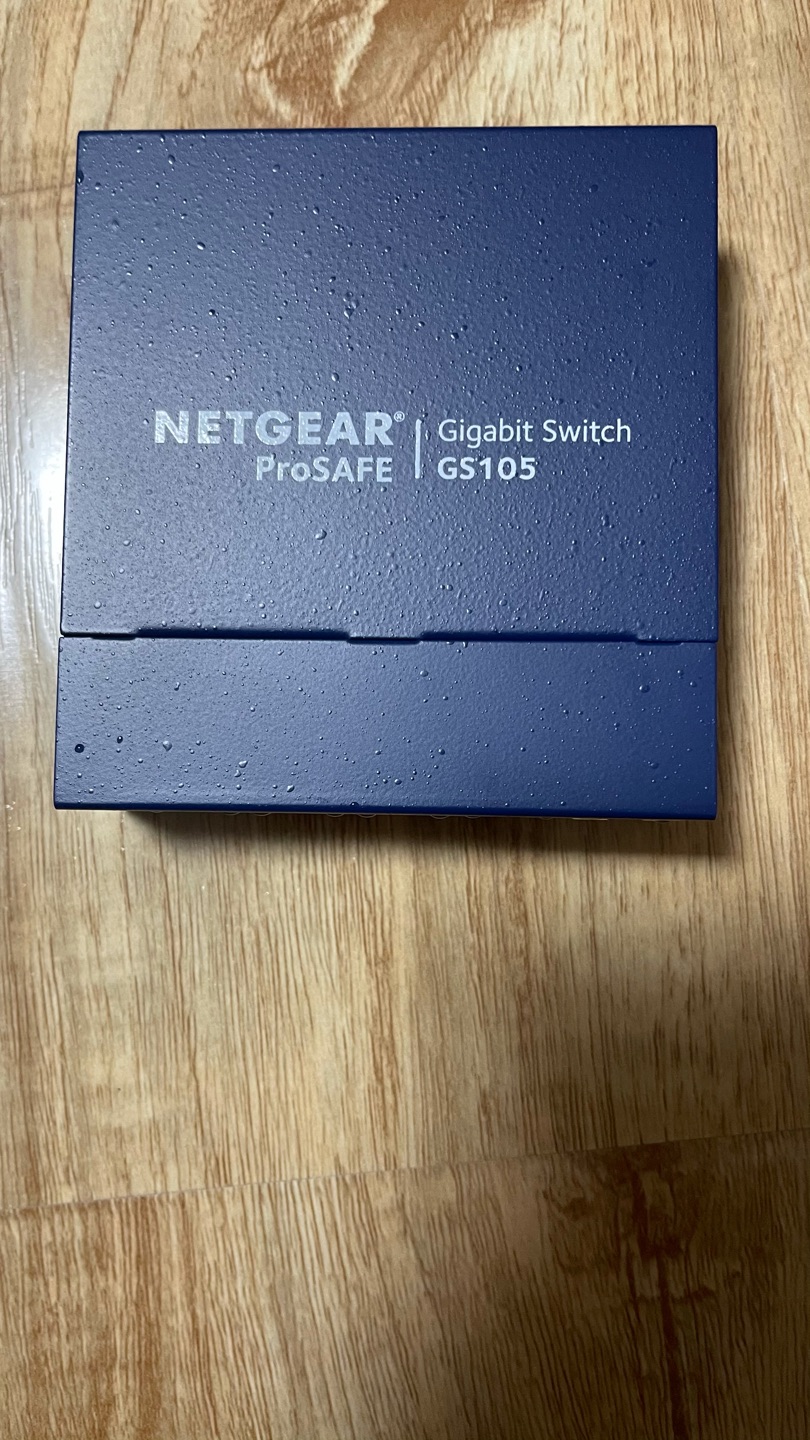 NETGEAR® | Gigabit Switch
ProSAFE | GS105